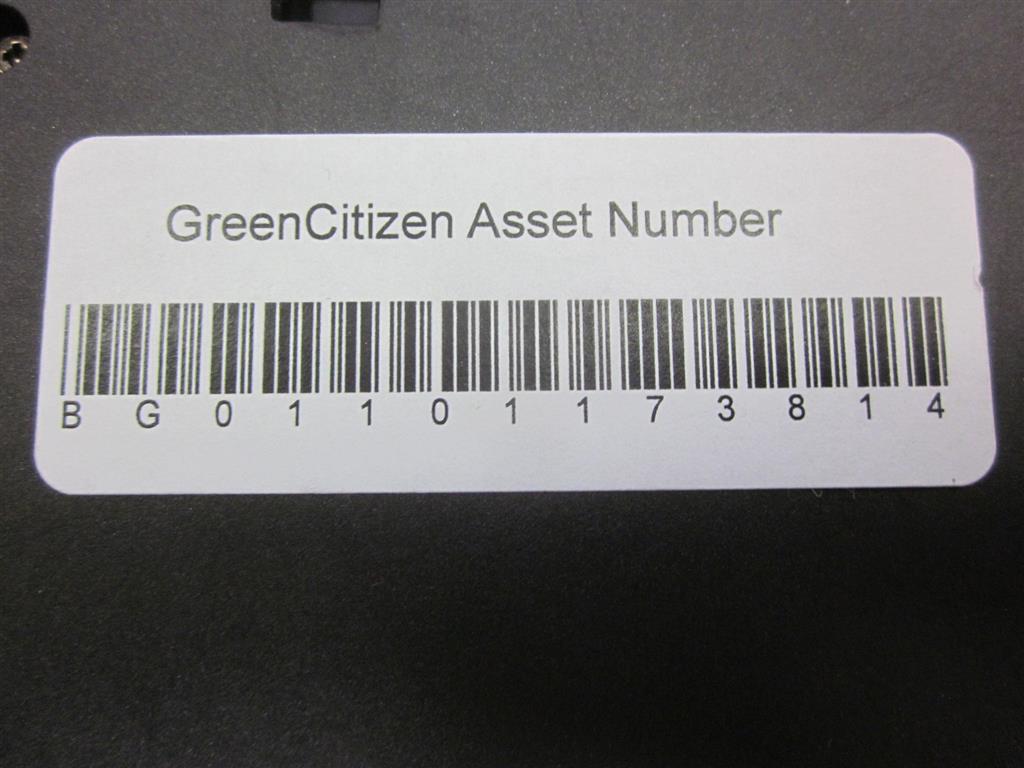 GreenCitizen Asset Number
B G 0 1 1 0 1 1 7 3 8 1 4